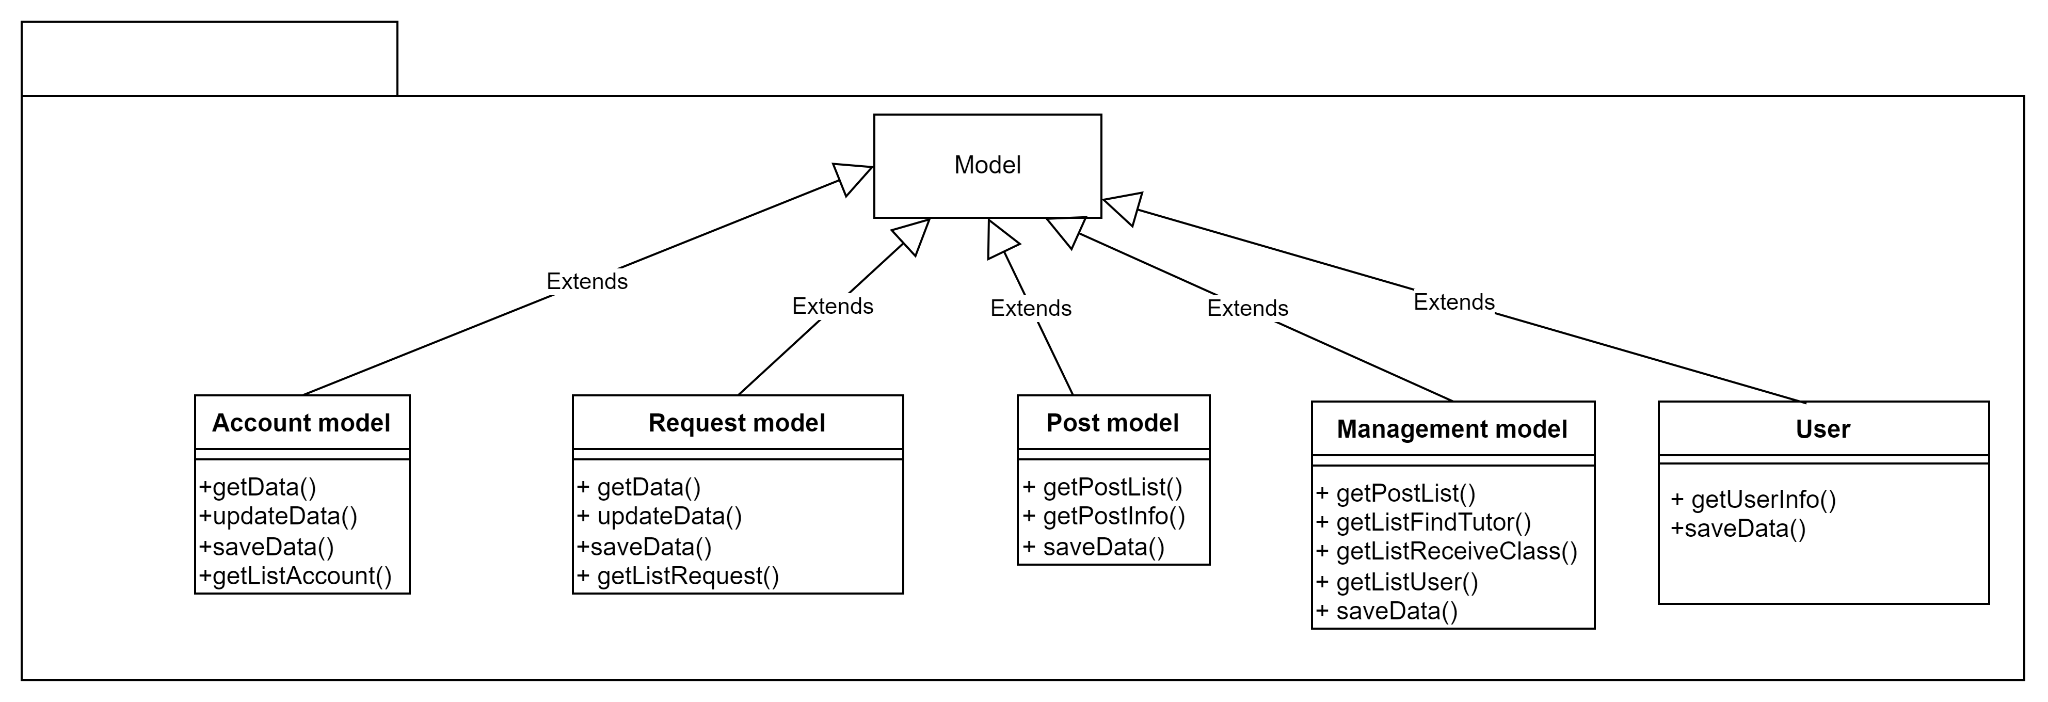 Model
Extends
Extends
Extends
Extends
Extends
Account model
+getData()
+updateData()
+saveData()
+getListAccount()
Request model
+ getData()
+ updateData()
+saveData()
+ getListRequest()
Post model
+ getPostList()
+ getPostInfo()
+ saveData()
Management model
+ getPostList()
+ getListFindTutor()
+ getListReceiveClass()
+ getListUser()
+ saveData()
User
+ getUserInfo()
+saveData()